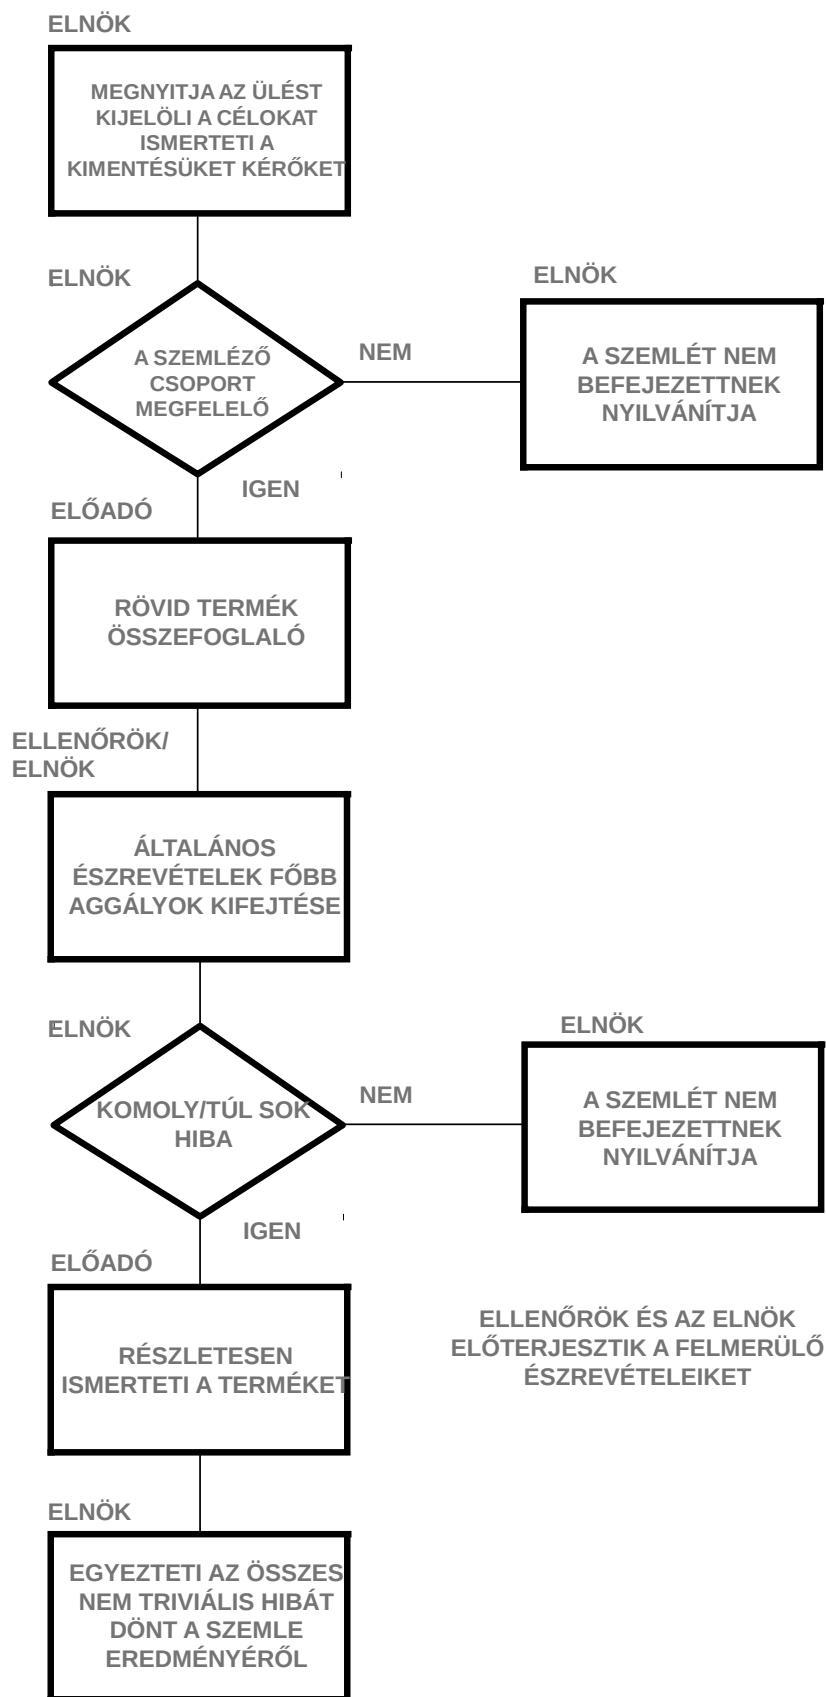 ELNÖK
MEGNYITJA AZ ÜLÉST
KIJELÖLI A CÉLOKAT
ISMERTETI A
KIMENTÉSÜKET KÉRŐKET
ELNÖK
A SZEMLÉZŐ
CSOPORT
MEGFELELŐ
NEM
ELNÖK
A SZEMLÉT NEM
BEFEJEZETTNEK
NYILVÁNÍTJA
IGEN
ELŐADÓ
RÖVID TERMÉK
ÖSSZEFOGLALÓ
ELLENŐRÖK/
ELNÖK
ÁLTALÁNOS
ÉSZREVÉTELEK FŐBB
AGGÁLYOK KIFEJTÉSE
ELNÖK
KOMOLY/TÚL SOK
HIBA
NEM
ELNÖK
A SZEMLÉT NEM
BEFEJEZETTNEK
NYILVÁNÍTJA
IGEN
ELŐADÓ
RÉSZLETESEN
ISMERTETI A TERMÉKET
ELLENŐRÖK ÉS AZ ELNÖK
ELŐTERJESZTIK A FELMERÜLŐ
ÉSZREVÉTELEIKET
ELNÖK
EGYEZTETI AZ ÖSSZES
NEM TRIVIÁLIS HIBÁT
DÖNT A SZEMLE
EREDMÉNYÉRŐL